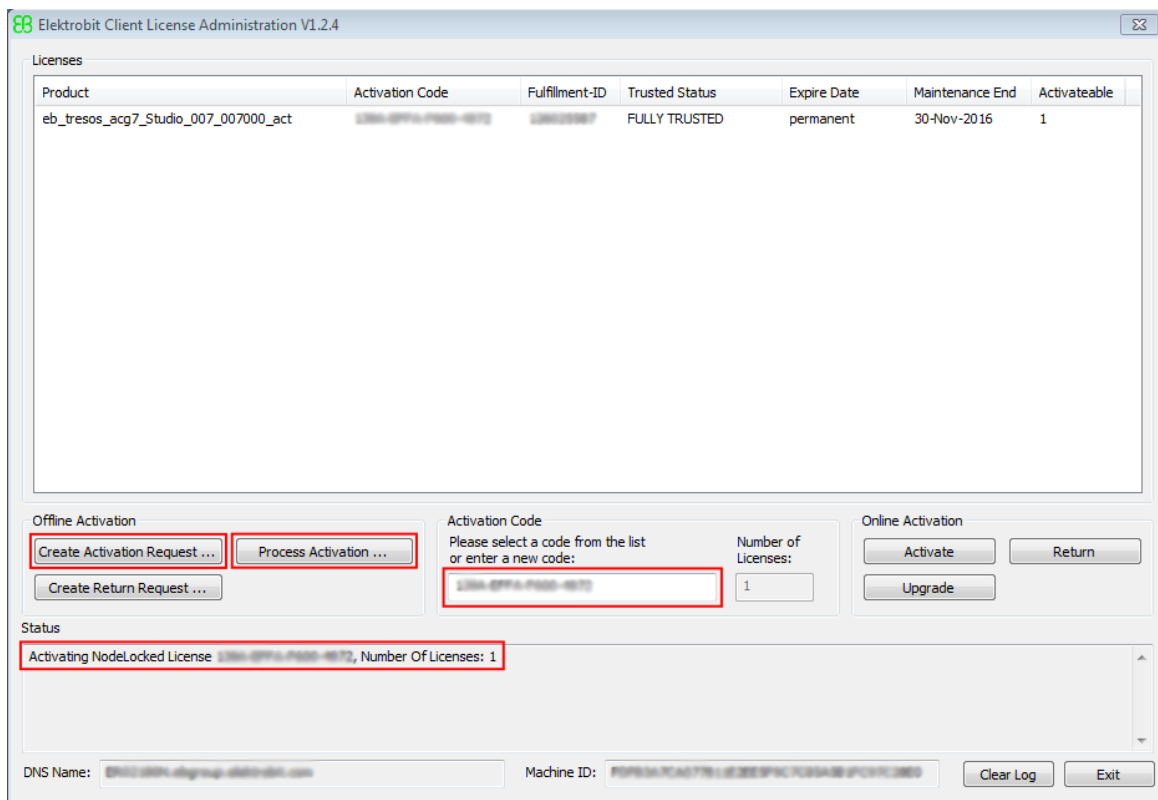 EB Elektrobit Client License Administration V1.2.4
Licenses
Product Activation Code Fulfillment-ID Trusted Status Expire Date Maintenance End Activateable
eb_tresos_acg7_Studio_007_007000_act FULLY TRUSTED permanent 30-Nov-2016 1
Offline Activation
Create Activation Request ... Process Activation ...
Create Return Request ...
Activation Code
Please select a code from the list
or enter a new code:
Number of
Licenses:
1
Online Activation
Activate Return
Upgrade
Status
Activating NodeLocked License , Number Of Licenses: 1
DNS Name: Machine ID: Clear Log Exit